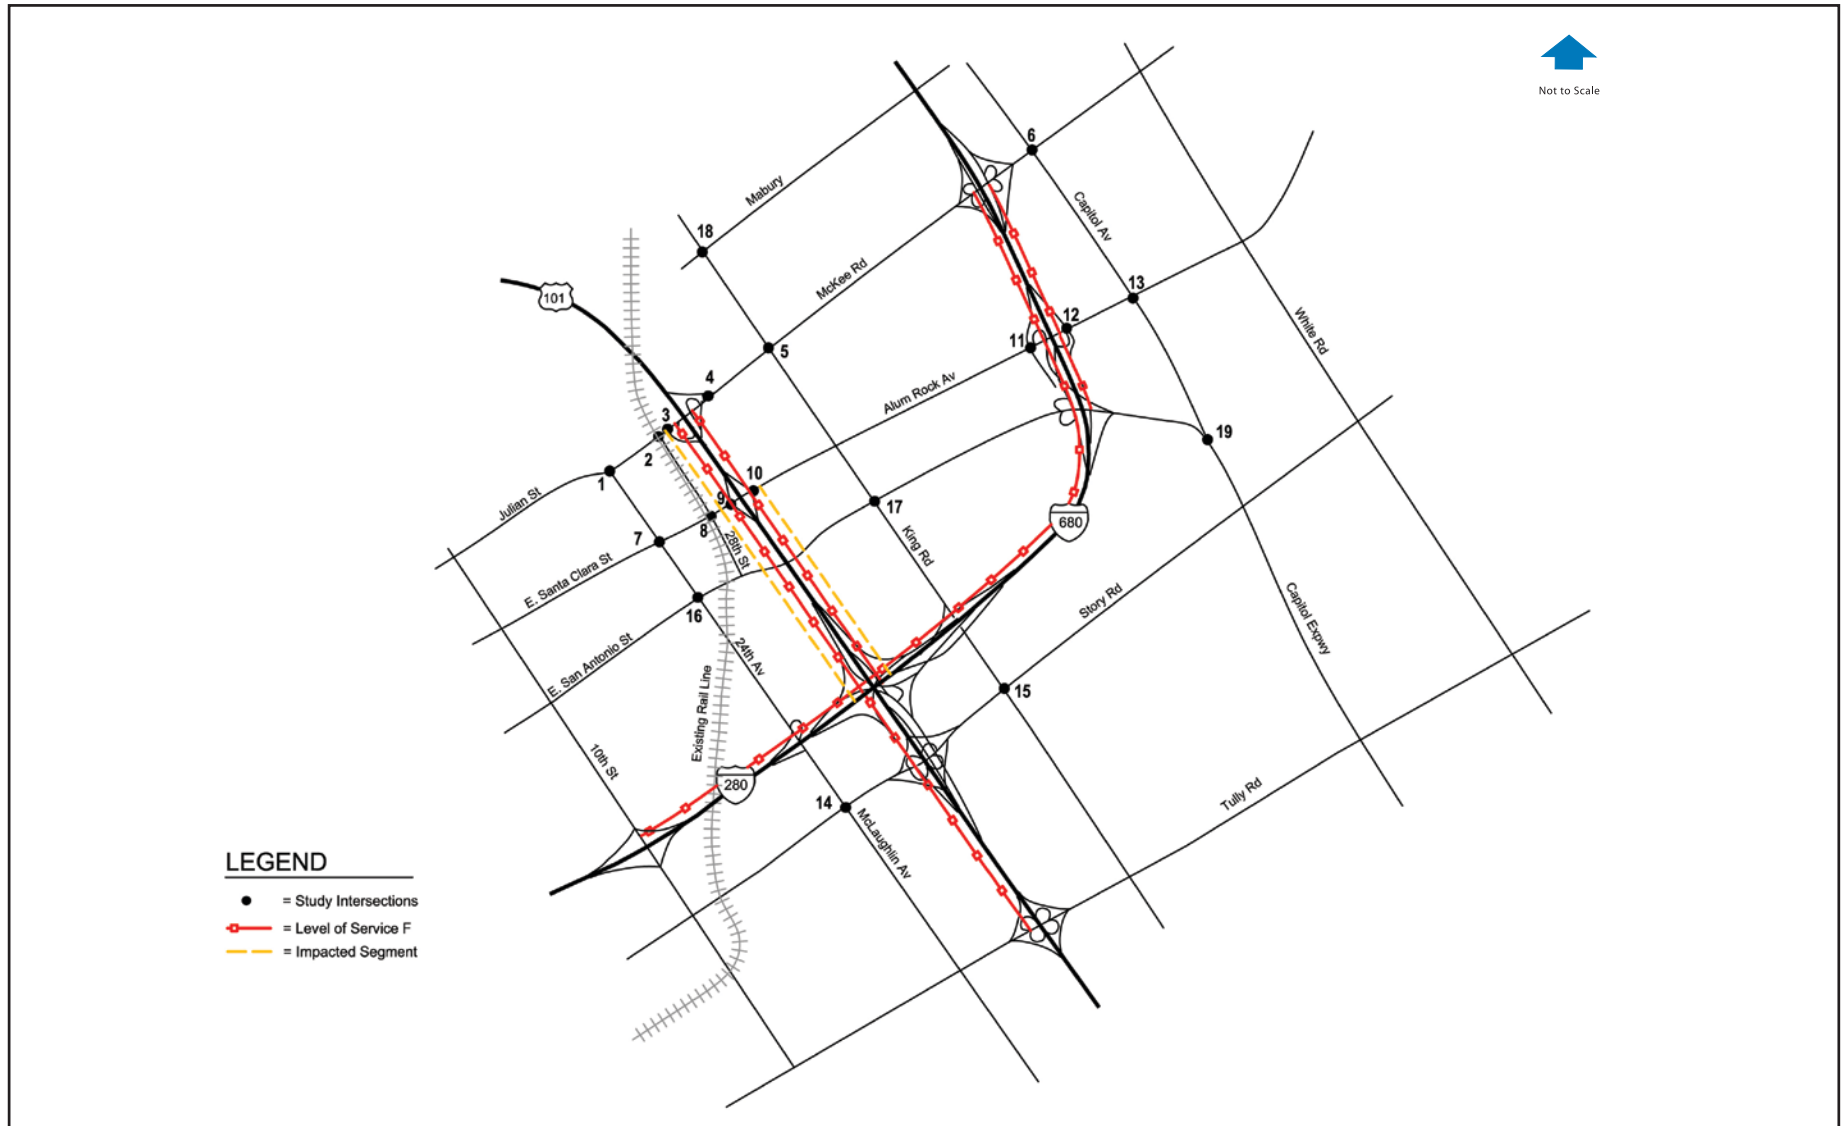 Not to Scale
6
Mabury
Capitol Av
18
McKee Rd
13
101
12
White Rd
11
5
4
Alum Rock Av
3
19
2
10
1
9
Julian St
17
8
King Rd
680
7
28th St
E. Santa Clara St
Story Rd
Capitol Expwy
16
24th Av
E. San Antonio St
15
Existing Rail Line
10th St
280
Tully Rd
14
McLaughlin Av
LEGEND
= Study Intersections
= Level of Service F
= Impacted Segment